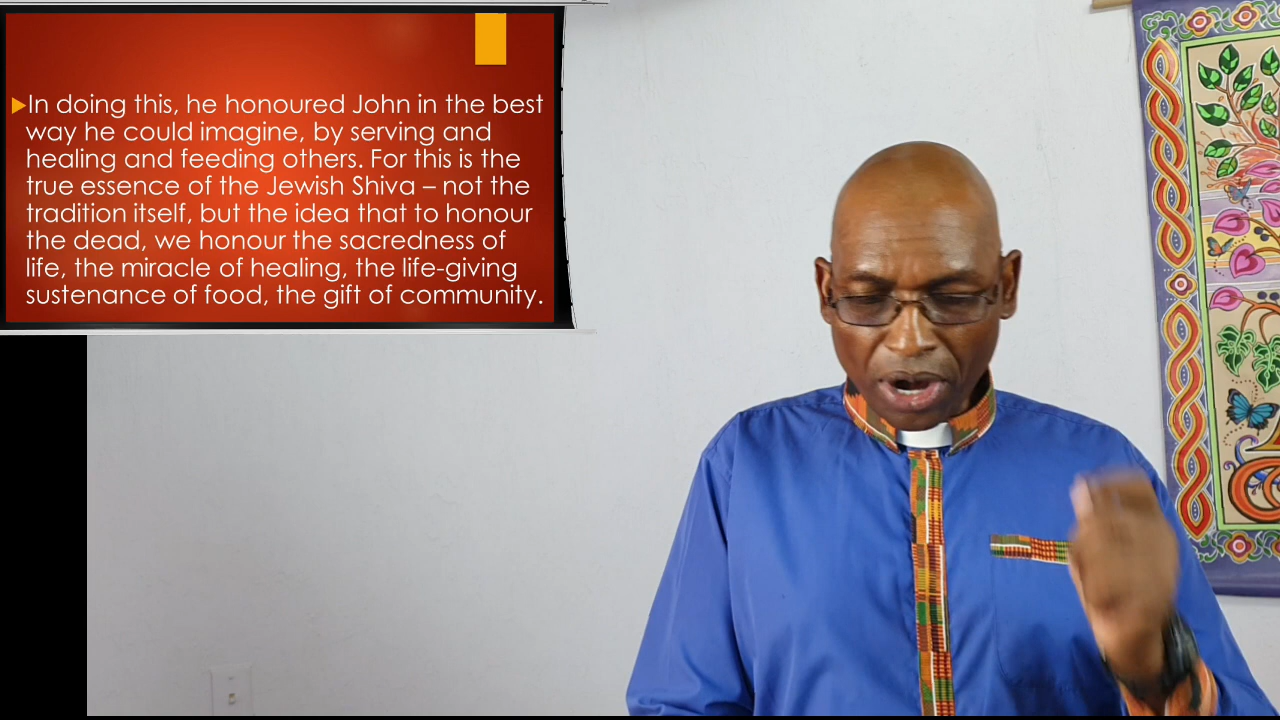 In doing this, he honoured John in the best
way he could imagine, by serving and
healing and feeding others. For this is the
true essence of the Jewish Shiva – not the
tradition itself, but the idea that to honour
the dead, we honour the sacredness of
life, the miracle of healing, the life-giving
sustenance of food, the gift of community.